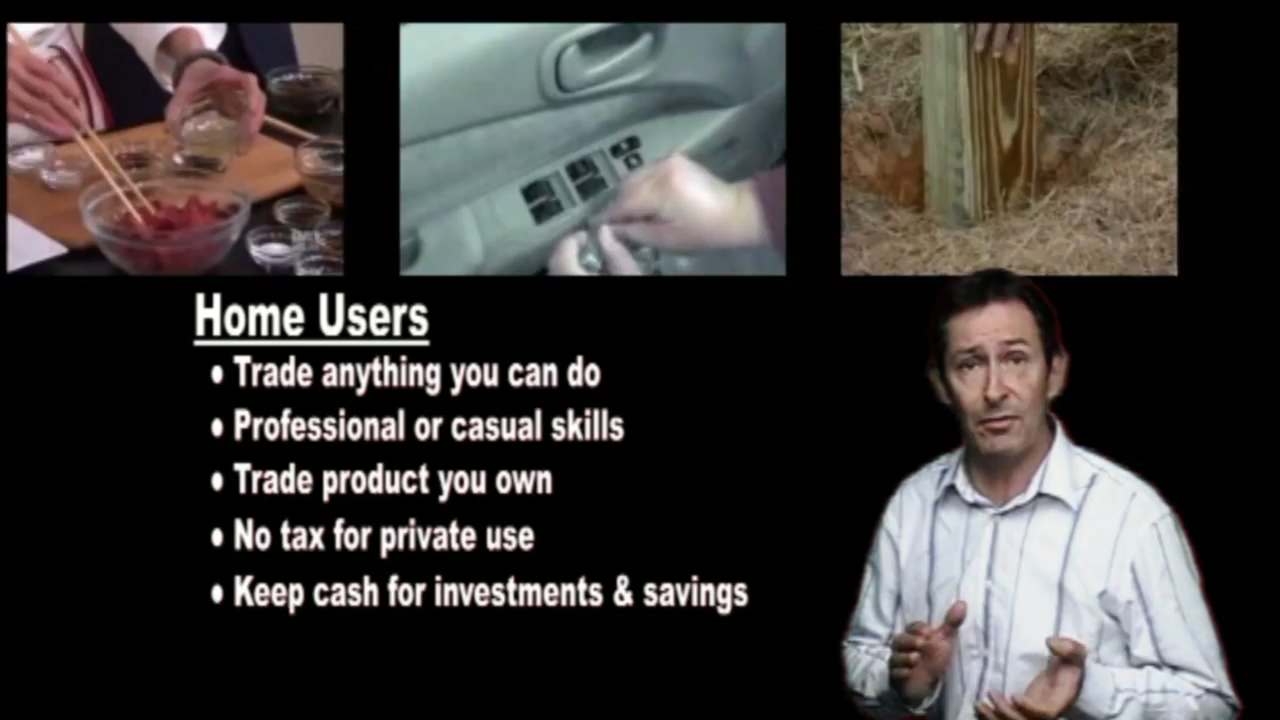 Home Users
• Trade anything you can do
• Professional or casual skills
• Trade product you own
• No tax for private use
• Keep cash for investments & savings